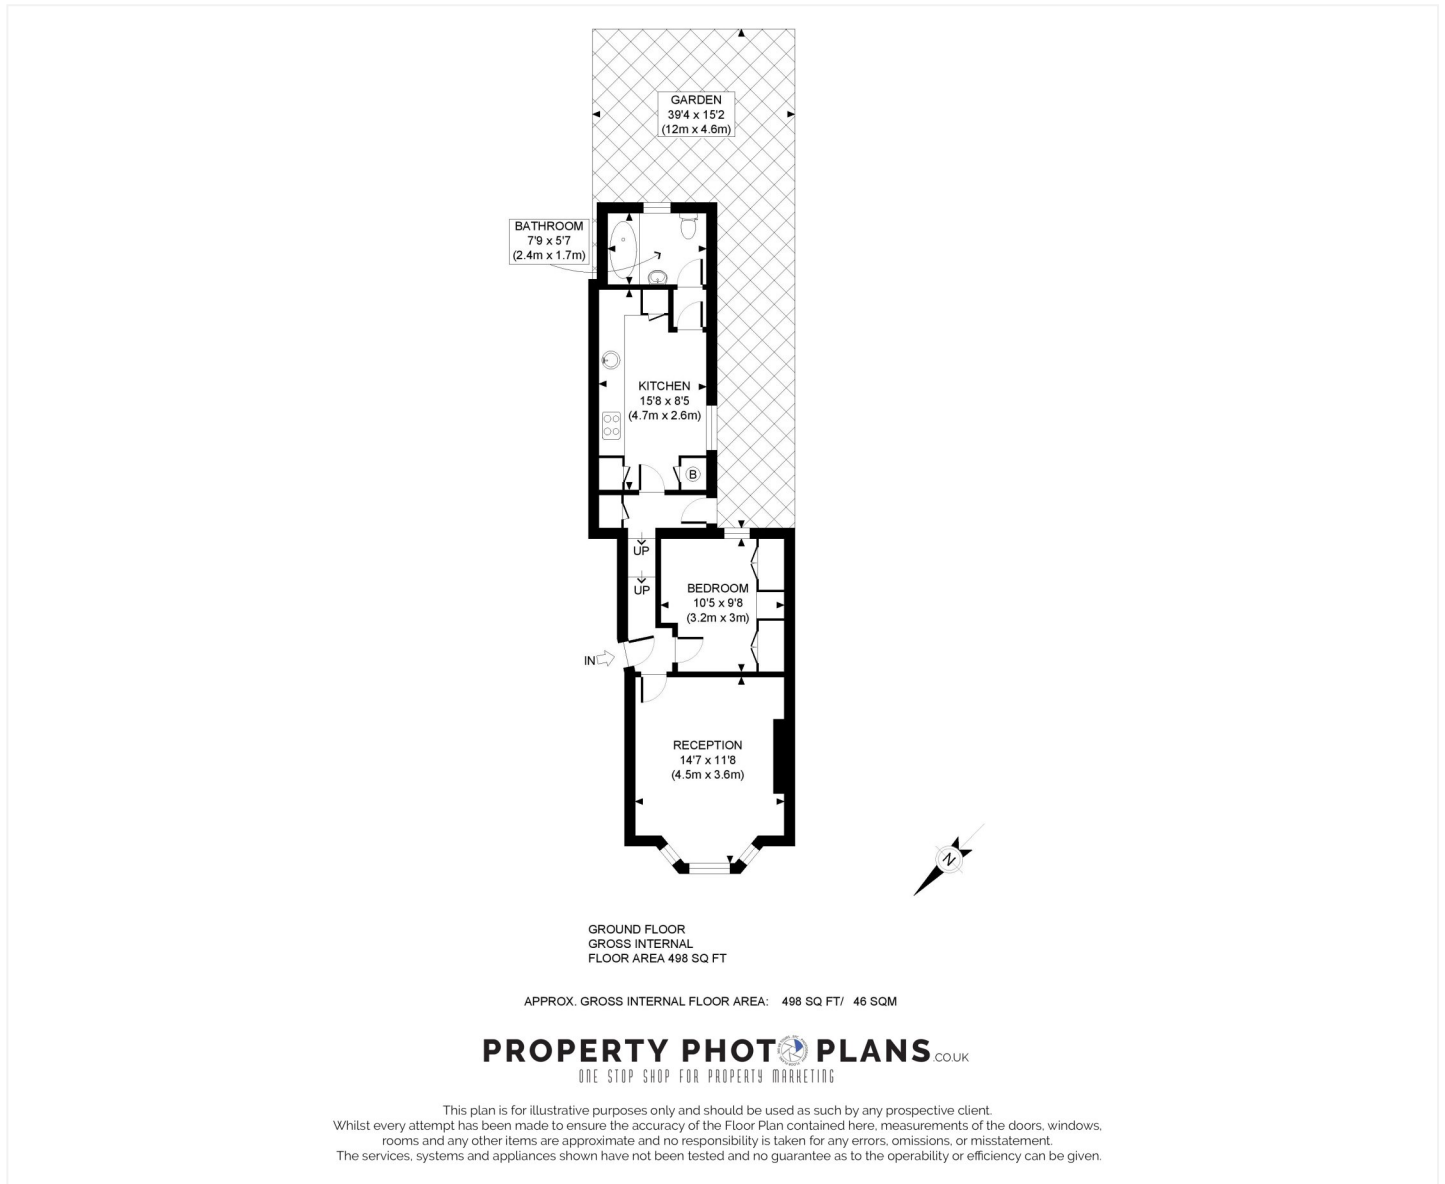 GARDEN
39'4 x 15'2
(12m x 4.6m)
BATHROOM
7'9 x 5'7
(2.4m x 1.7m)
KITCHEN
15'8 x 8'5
(4.7m x 2.6m)
B
UP
UP
BEDROOM
10'5 x 9'8
(3.2m x 3m)
IN
RECEPTION
14'7 x 11'8
(4.5m x 3.6m)
N
GROUND FLOOR
GROSS INTERNAL
FLOOR AREA 498 SQ FT
APPROX. GROSS INTERNAL FLOOR AREA: 498 SQ FT/ 46 SQM
PROPERTY PHOTO PLANS.CO.UK
ONE STOP SHOP FOR PROPERTY MARKETING
This plan is for illustrative purposes only and should be used as such by any prospective client.
Whilst every attempt has been made to ensure the accuracy of the Floor Plan contained here, measurements of the doors, windows,
rooms and any other items are approximate and no responsibility is taken for any errors, omissions, or misstatement.
The services, systems and appliances shown have not been tested and no guarantee as to the operability or efficiency can be given.